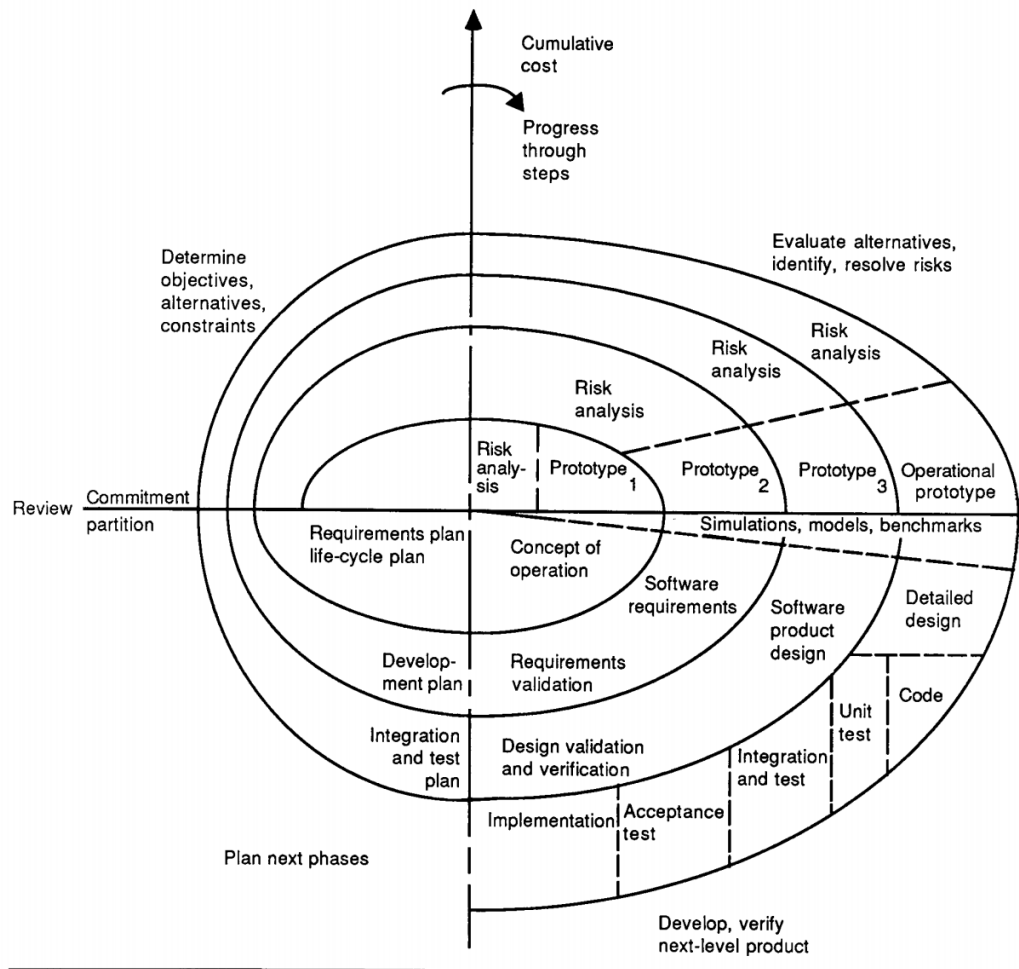 Cumulative
cost
Progress
through
steps
Determine
objectives,
alternatives,
constraints
Evaluate alternatives,
identify, resolve risks
Risk
analysis
Risk
analysis
Risk
analysis
Risk
analy-
sis
Prototype
1
Prototype
2
Prototype
3
Operational
prototype
Review
Commitment
partition
Simulations, models, benchmarks
Requirements plan
life-cycle plan
Concept of
operation
Software
requirements
Software
product
design
Detailed
design
Develop-
ment plan
Requirements
validation
Code
Unit
test
Integration
and test
plan
Design validation
and verification
Integration
and test
Acceptance
test
Implementation
Plan next phases
Develop, verify
next-level product